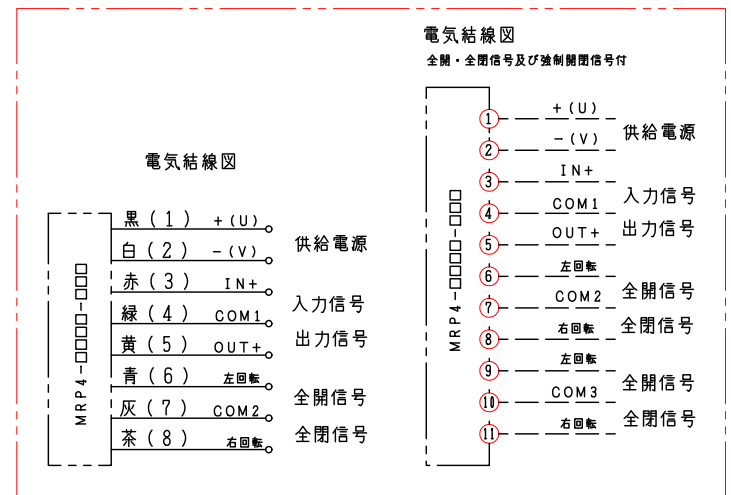 電気結線図
黒(1) +(U)
白(2) -(V)
供給電源
赤(3) IN+
緑(4) COM1
入力信号
黄(5) OUT+
出力信号
青(6) 左回転
灰(7) COM2
全開信号
茶(8) 右回転
全閉信号
MRP4-□□□□-□□□
電気結線図
全開・全閉信号及び強制開閉信号付
1 +(U)
2 -(V)
供給電源
3 IN+
4 COM1
入力信号
5 OUT+
出力信号
6 左回転
7 COM2
全開信号
8 右回転
全閉信号
9 左回転
10 COM3
全開信号
11 右回転
全閉信号
MRP4-□□□□-□-□□